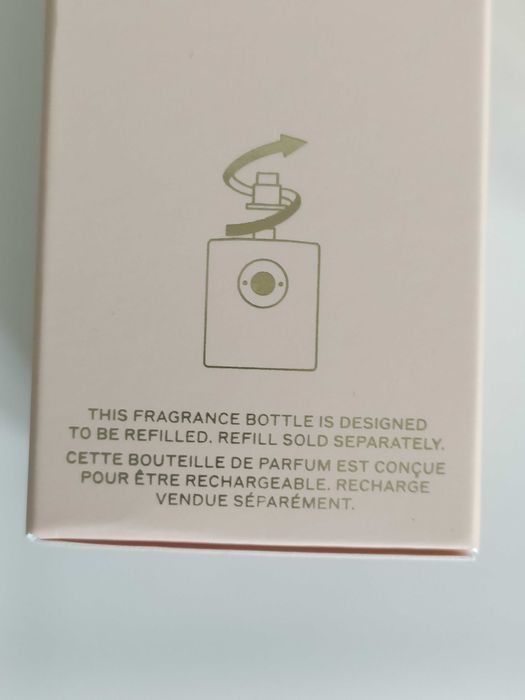 THIS FRAGRANCE BOTTLE IS DESIGNED
TO BE REFILLED. REFILL SOLD SEPARATELY.
CETTE BOUTEILLE DE PARFUM EST CONÇUE
POUR ÊTRE RECHARGEABLE. RECHARGE
VENDUE SÉPARÉMENT.